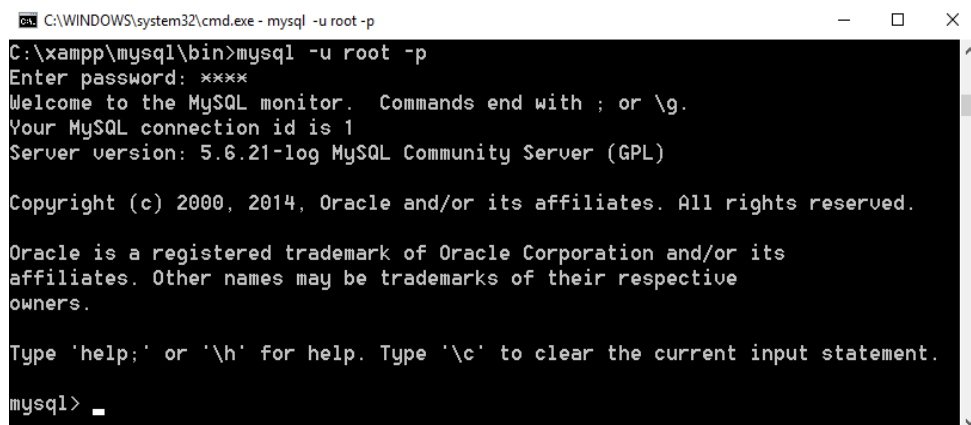 C:\WINDOWS\system32\cmd.exe - mysql -u root -p
C:\xampp\mysql\bin>mysql -u root -p
Enter password: ****
Welcome to the MySQL monitor.  Commands end with ; or \g.
Your MySQL connection id is 1
Server version: 5.6.21-log MySQL Community Server (GPL)
Copyright (c) 2000, 2014, Oracle and/or its affiliates. All rights reserved.
Oracle is a registered trademark of Oracle Corporation and/or its
affiliates. Other names may be trademarks of their respective
owners.
Type 'help;' or '\h' for help. Type '\c' to clear the current input statement.
mysql>